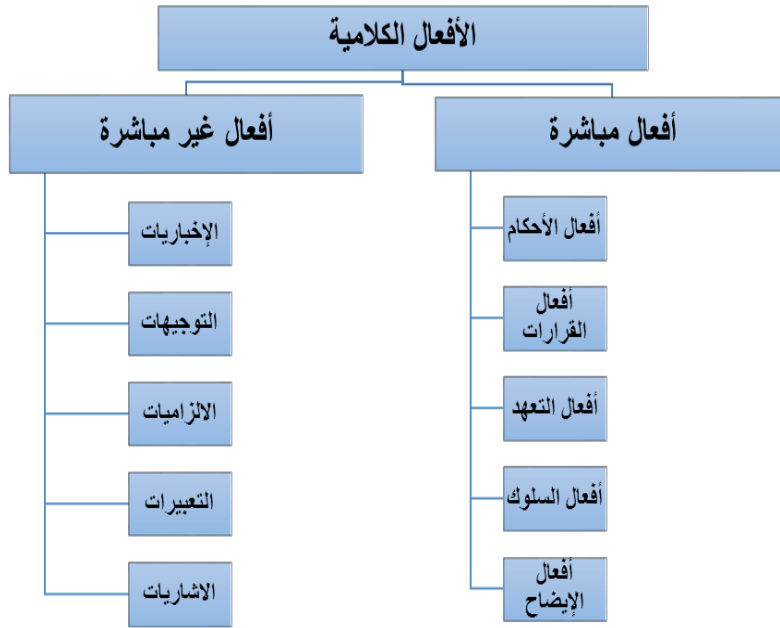 الأفعال الكلامية
أفعال مباشرة
أفعال الأحكام
أفعال
القرارات
أفعال التعهد
أفعال السلوك
أفعال
الإيضاح
أفعال غير مباشرة
الإخباريات
التوجيهات
الالزاميات
التعبيرات
الاشاريات